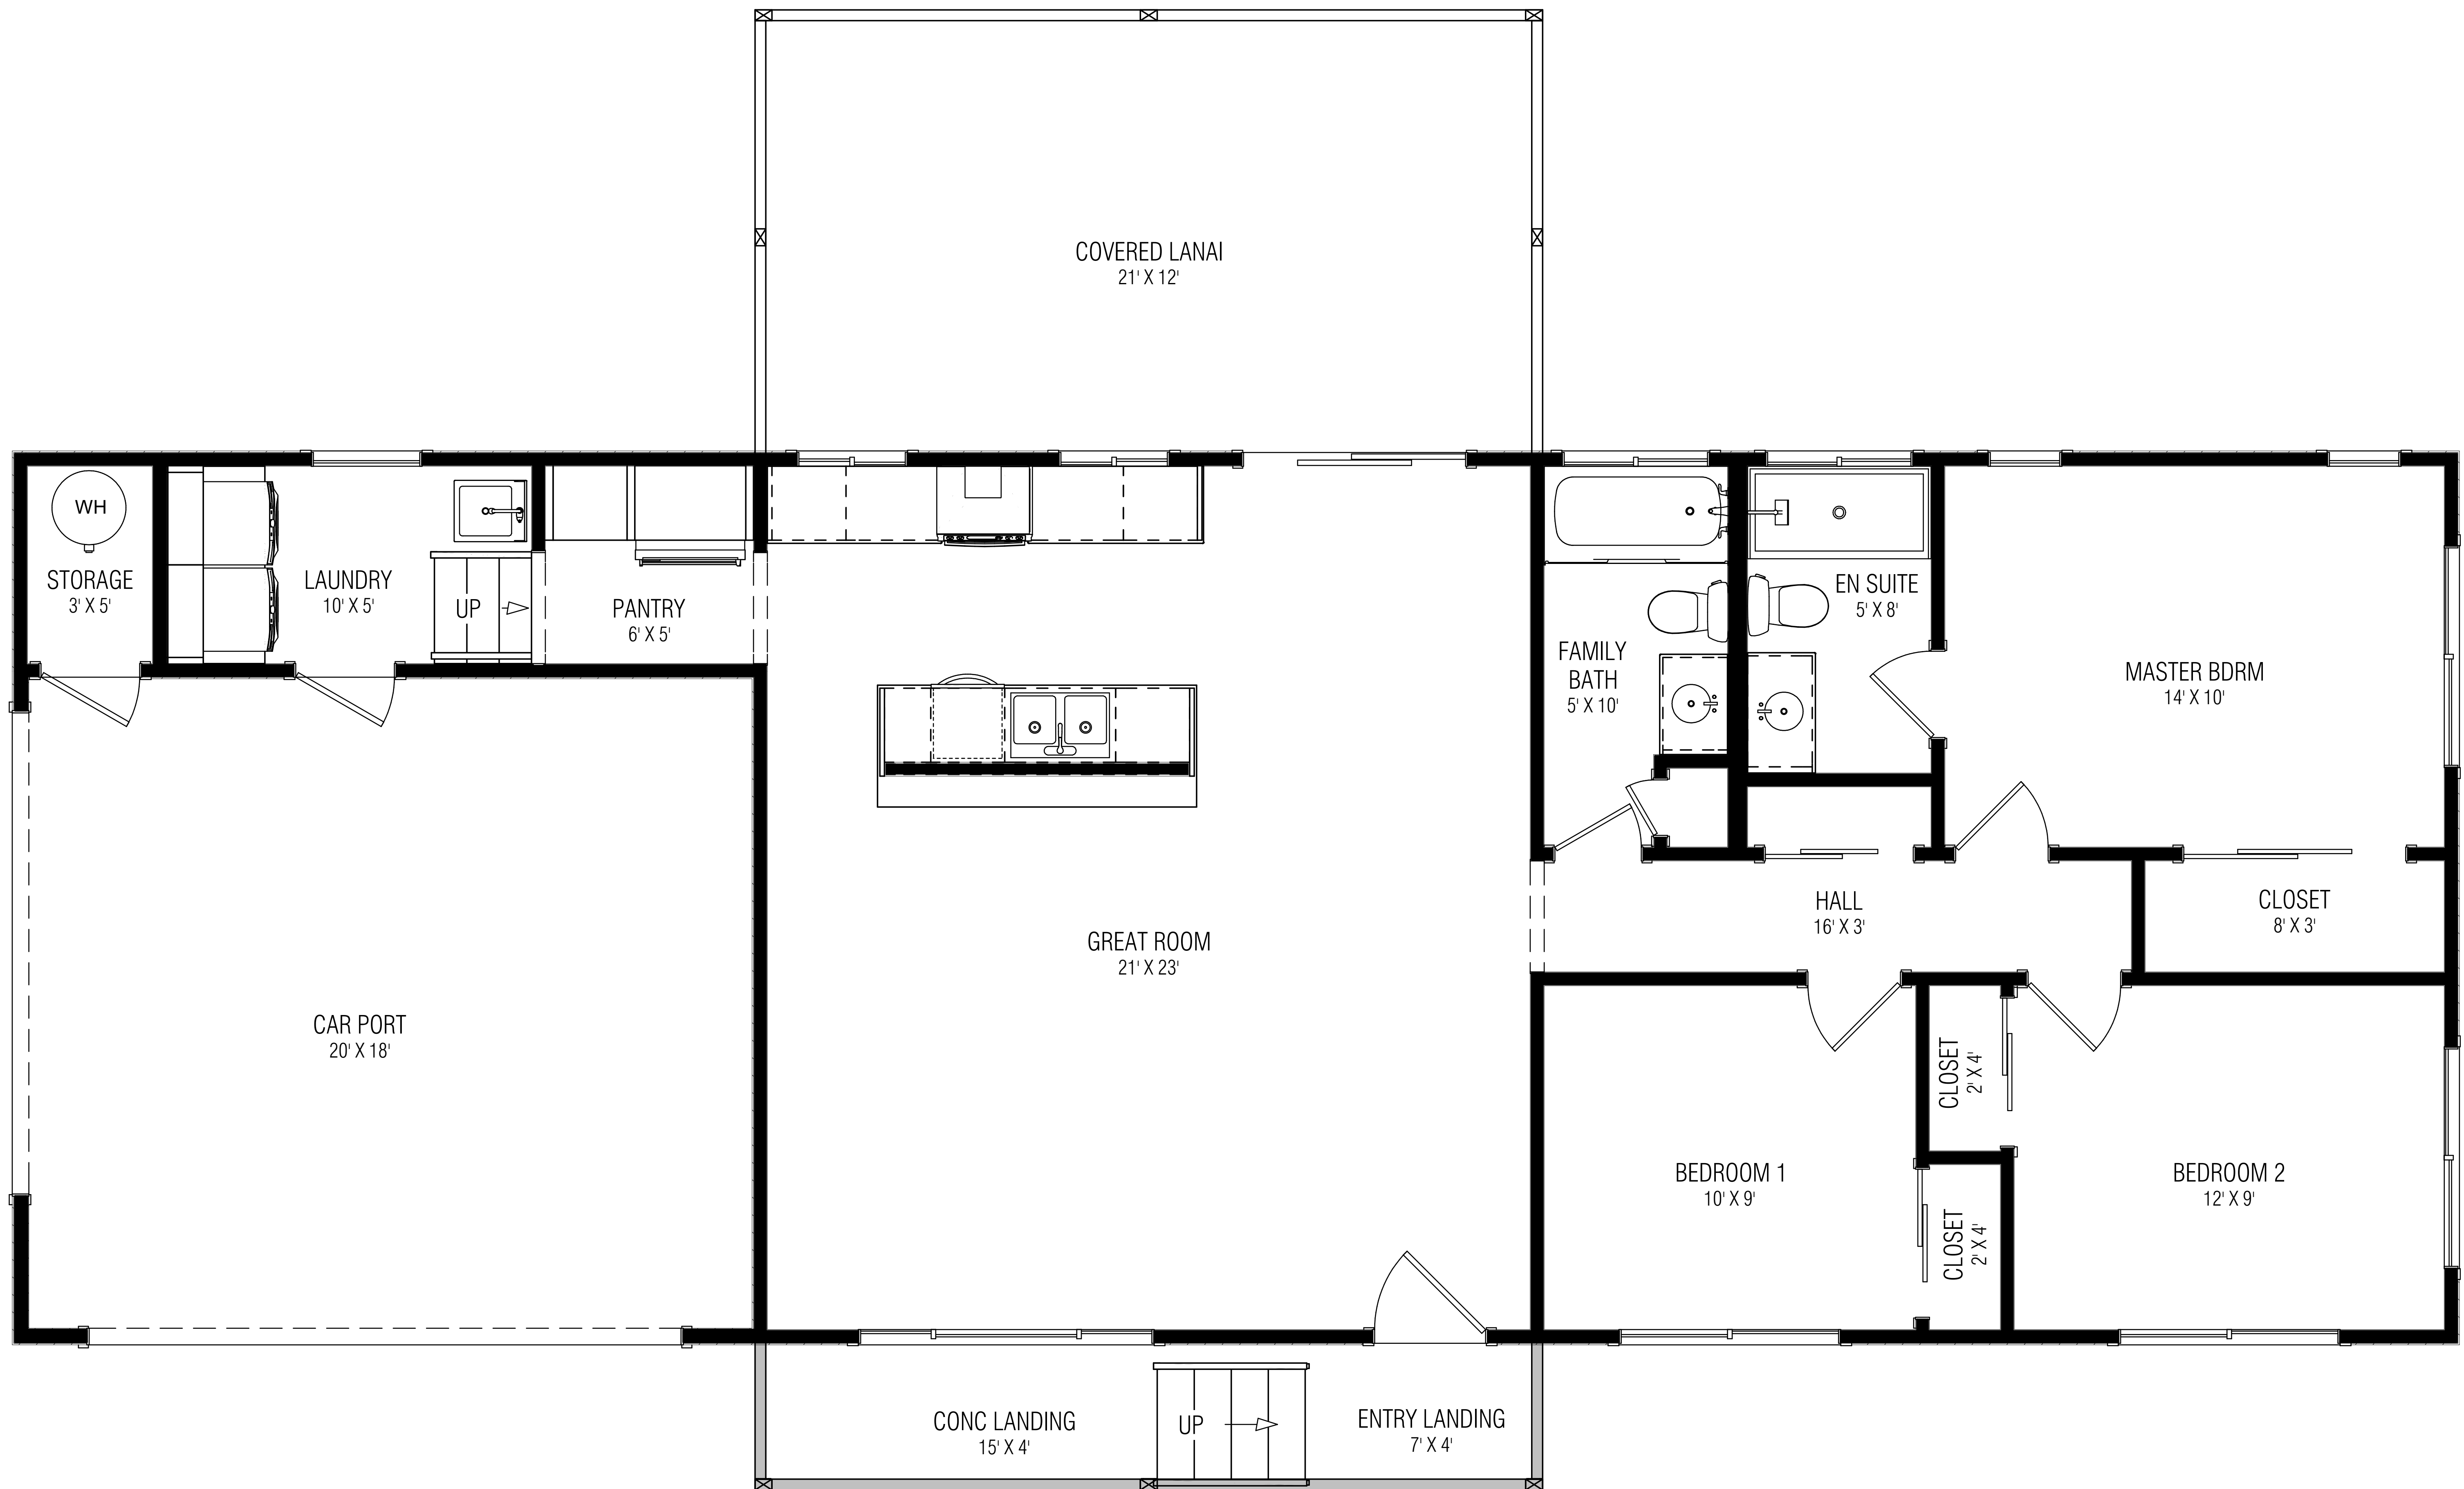 COVERED LANAI
21' X 12'
WH
STORAGE
3' X 5'
LAUNDRY
10' X 5'
UP
PANTRY
6' X 5'
EN SUITE
5' X 8'
FAMILY
BATH
5' X 10'
MASTER BDRM
14' X 10'
HALL
16' X 3'
CLOSET
8' X 3'
GREAT ROOM
21' X 23'
CAR PORT
20' X 18'
CLOSET
2' X 4'
BEDROOM 1
10' X 9'
BEDROOM 2
12' X 9'
CLOSET
2' X 4'
CONC LANDING
15' X 4'
UP
ENTRY LANDING
7' X 4'